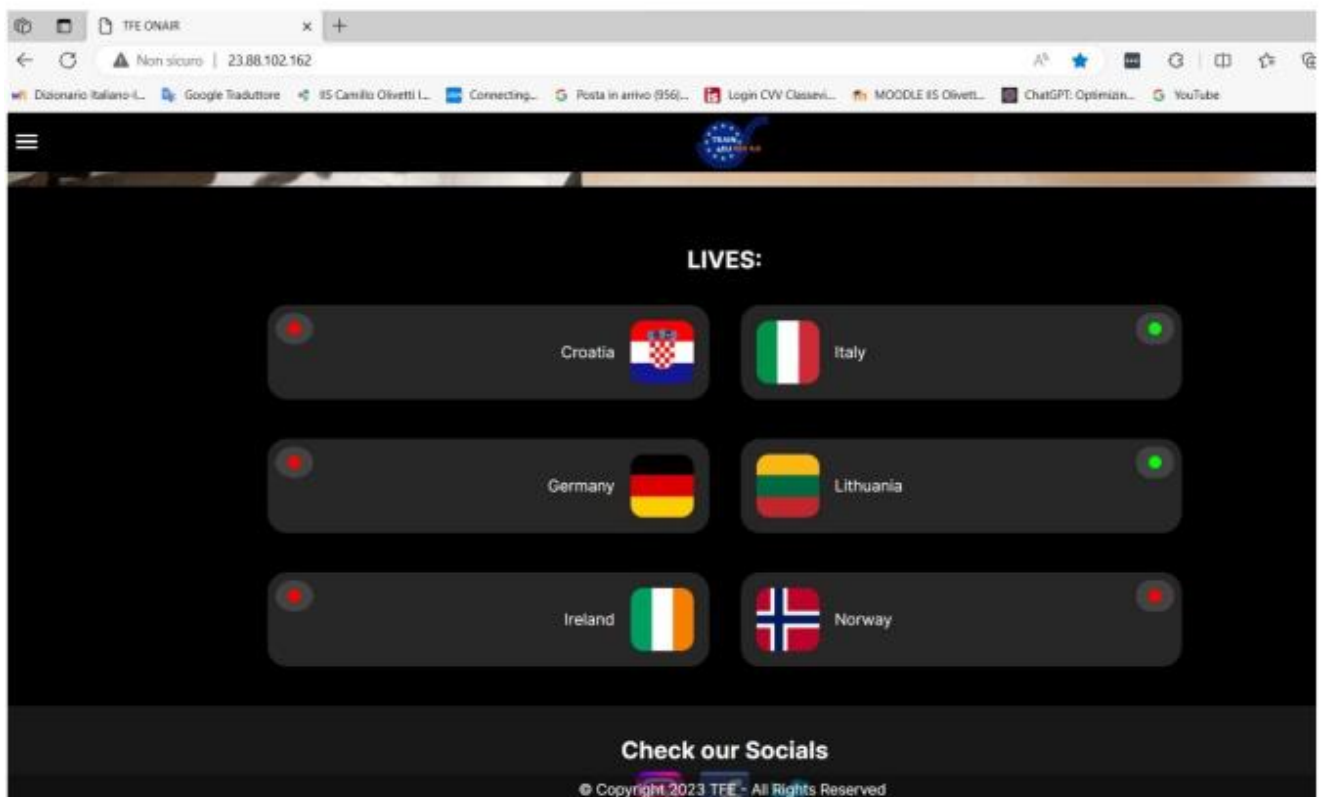 TFE ONAIR
Non sicuro | 23.88.102.162
Dizionario Italiano-I... Google Traduttore IIS Camillo Olivetti I... Connecting... Posta in arrivo (956)... Login CVV Classevi... MOODLE IIS Olivett... ChatGPT: Optimizin... YouTube
TRAIN
4EU
LIVES:
Croatia
Italy
Germany
Lithuania
Ireland
Norway
Check our Socials
© Copyright 2023 TFE - All Rights Reserved